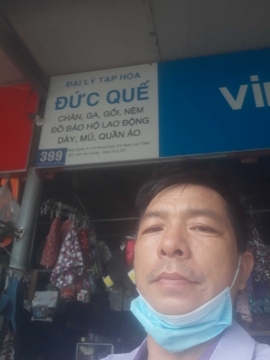 ĐẠI LÝ TẠP HÓA
ĐỨC QUẾ
CHĂN, GA, GỐI, NỆM
ĐỒ BẢO HỘ LAO ĐỘNG
DÂY, MŨ, QUẦN ÁO
399
vin